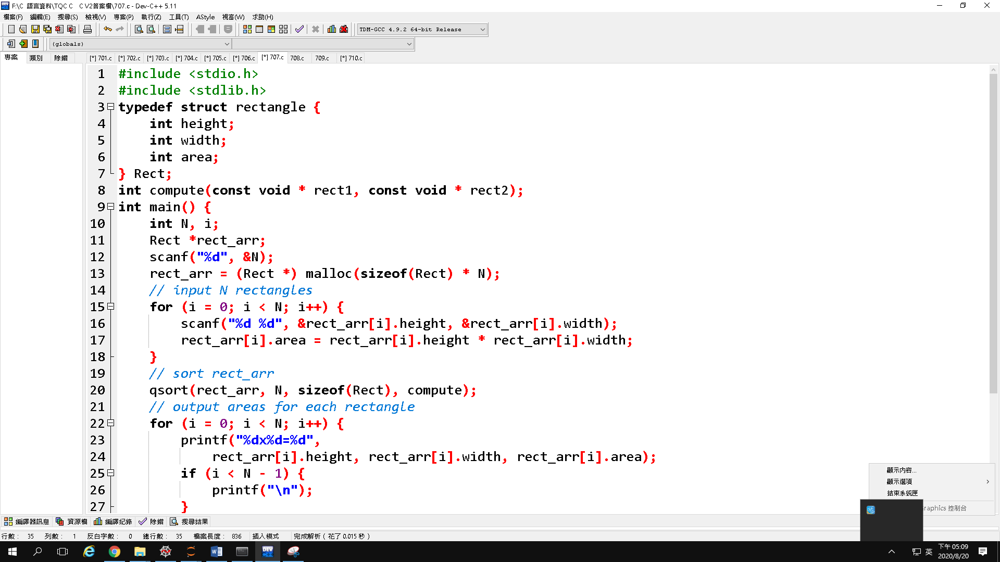 F:\C 語言資料\TQC C    C V2答案檔\707.c - Dev-C++ 5.11
檔案(F) 編輯(E) 搜尋(S) 檢視(V) 專案(P) 執行(Z) 工具(T) AStyle 視窗(W) 求助(H)
TDM-GCC 4.9.2 64-bit Release
(globals)
專案 類別 除錯 [*] 701.c [*] 702.c [*] 703.c [*] 704.c [*] 705.c [*] 706.c [*] 707.c 708.c 709.c [*] 710.c
1 #include <stdio.h>
2 #include <stdlib.h>
3 typedef struct rectangle {
4     int height;
5     int width;
6     int area;
7 } Rect;
8 int compute(const void * rect1, const void * rect2);
9 int main() {
10     int N, i;
11     Rect *rect_arr;
12     scanf("%d", &N);
13     rect_arr = (Rect *) malloc(sizeof(Rect) * N);
14     // input N rectangles
15     for (i = 0; i < N; i++) {
16         scanf("%d %d", &rect_arr[i].height, &rect_arr[i].width);
17         rect_arr[i].area = rect_arr[i].height * rect_arr[i].width;
18     }
19     // sort rect_arr
20     qsort(rect_arr, N, sizeof(Rect), compute);
21     // output areas for each rectangle
22     for (i = 0; i < N; i++) {
23         printf("%dx%d=%d",
24             rect_arr[i].height, rect_arr[i].width, rect_arr[i].area);
25         if (i < N - 1) {
26             printf("\n");
27         }
顯示內容...
顯示選項
結束系統匣
Graphics 控制台
編譯器訊息 資源檔 編譯紀錄 除錯 搜尋結果
行數： 35 列數： 1 反白字數： 0 總行數： 35 檔案長度： 836 插入模式 完成解析 ( 花了 0.015 秒 )
DEV
英
下午 05:09
2020/8/20